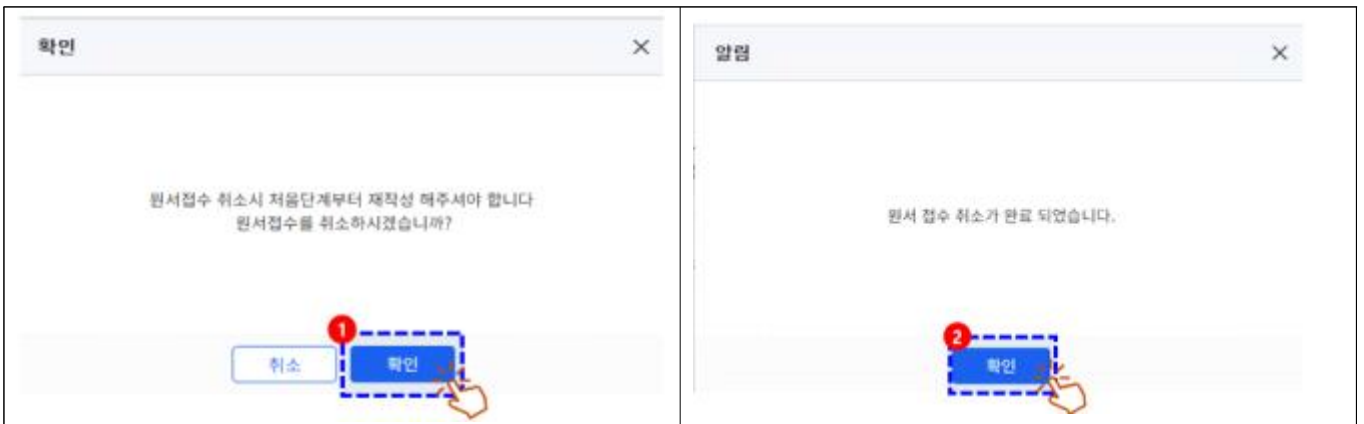 확인
원서접수 취소시 처음단계부터 재작성 해주셔야 합니다
원서접수를 취소하시겠습니까?
1
취소
확인
알림
원서 접수 취소가 완료 되었습니다.
2
확인